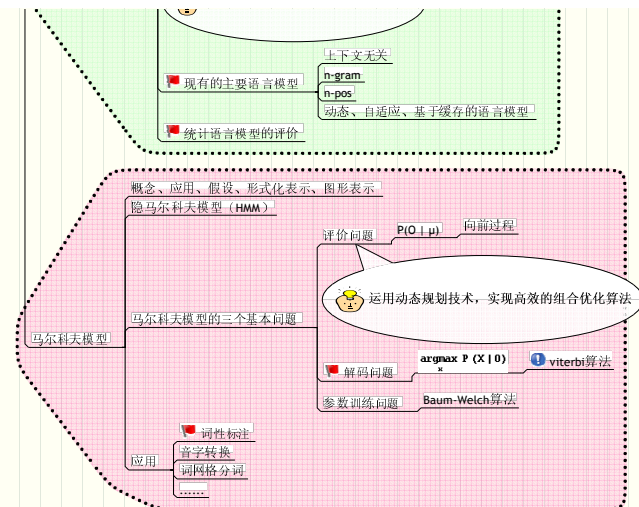 上下文无关
现有的主要语言模型
n-gram
n-pos
动态、自适应、基于缓存的语言模型
统计语言模型的评价
概念、应用、假设、形式化表示、图形表示
隐马尔科夫模型（HMM）
评价问题
P(O | μ)
向前过程
运用动态规划技术，实现高效的组合优化算法
马尔科夫模型的三个基本问题
马尔科夫模型
解码问题
argmax P (X | 0)
x
viterbi算法
参数训练问题
Baum-Welch算法
应用
词性标注
音字转换
词网格分词
......